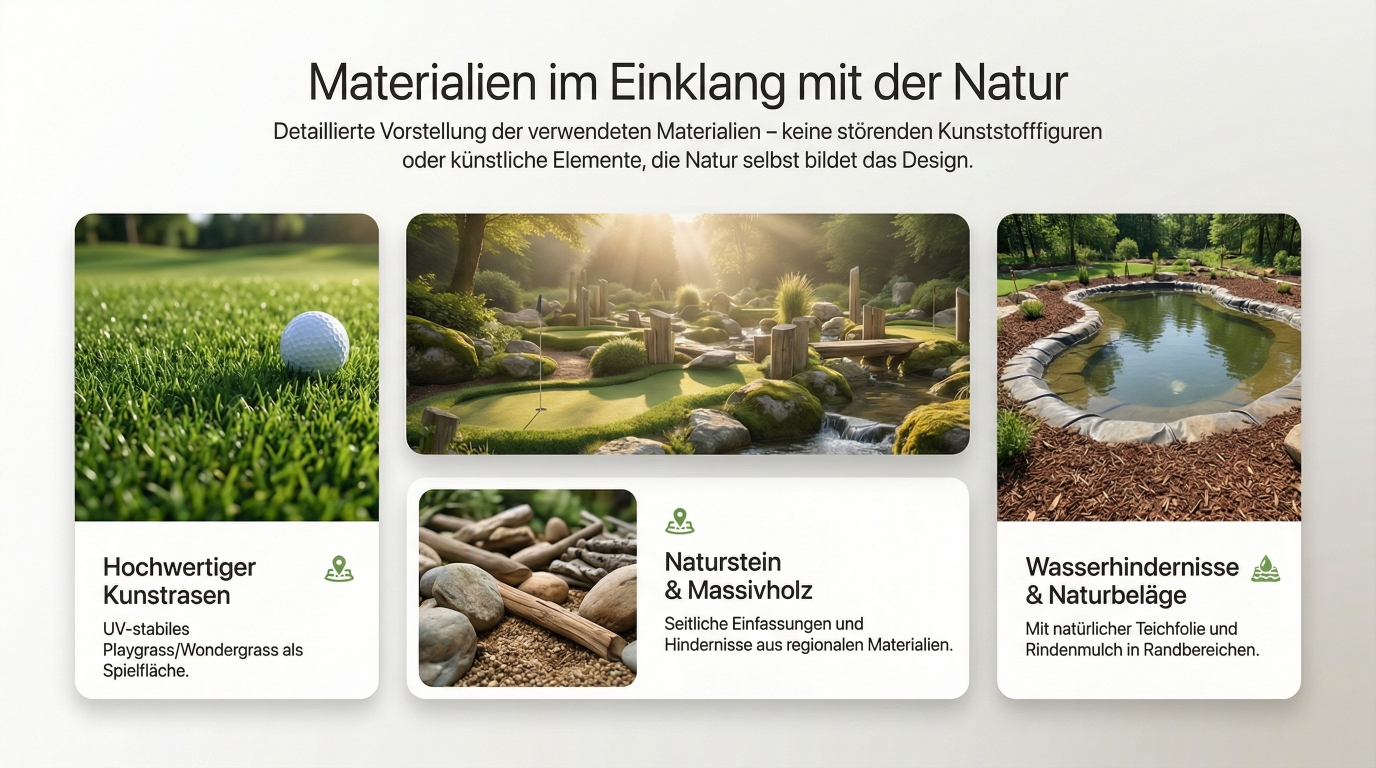 Materialien im Einklang mit der Natur
Detaillierte Vorstellung der verwendeten Materialien – keine störenden Kunststofffiguren
oder künstliche Elemente, die Natur selbst bildet das Design.
Hochwertiger
Kunstrasen
UV-stabiles
Playgrass/Wondergrass als
Spielfläche.
Naturstein
& Massivholz
Seitliche Einfassungen und
Hindernisse aus regionalen Materialien.
Wasserhindernisse
& Naturbeläge
Mit natürlicher Teichfolie und
Rindenmulch in Randbereichen.